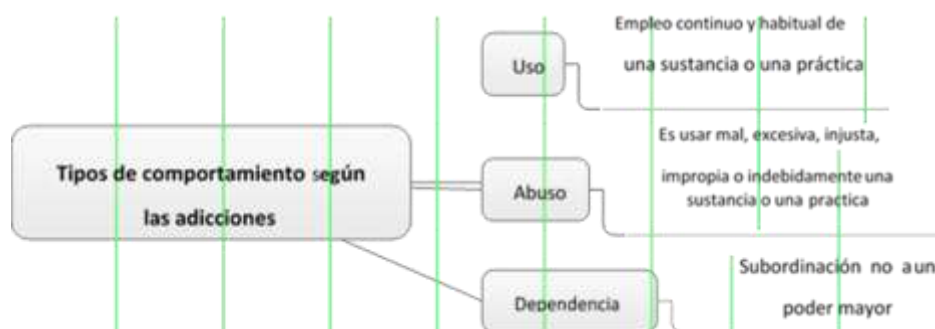 Tipos de comportamiento según
las adicciones
Uso
Empleo continuo y habitual de
una sustancia o una práctica
Abuso
Es usar mal, excesiva, injusta,
impropia o indebidamente una
sustancia o una practica
Dependencia
Subordinación no a un
poder mayor